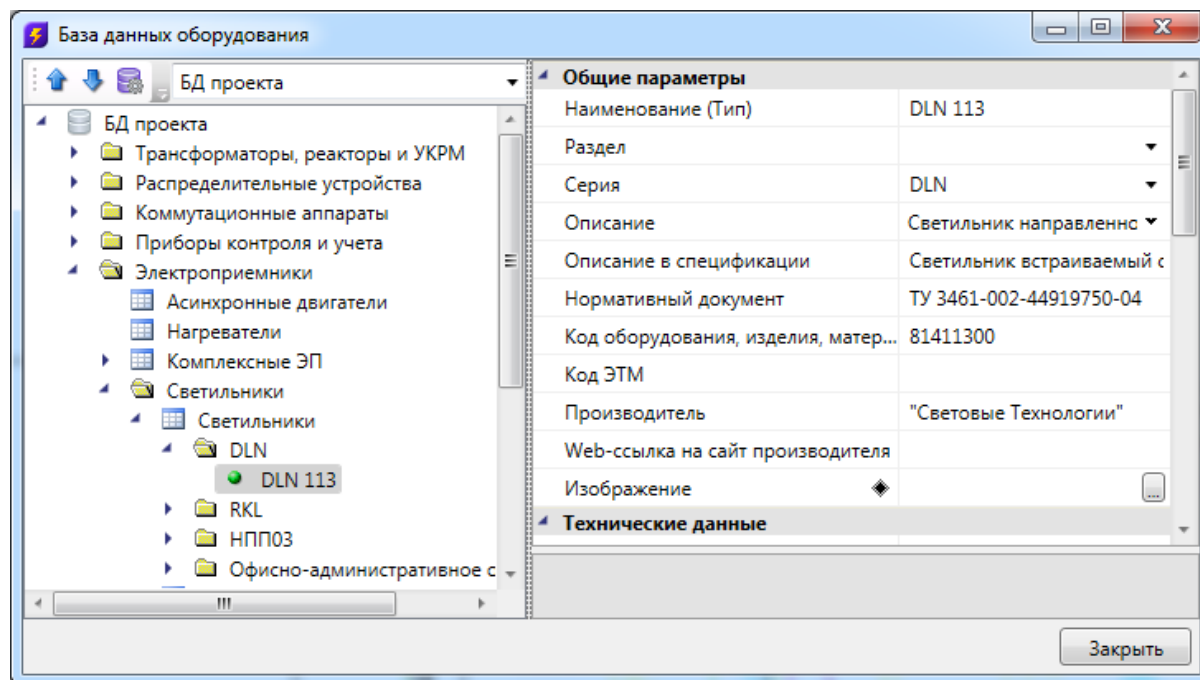 База данных оборудования
БД проекта
БД проекта
Трансформаторы, реакторы и УКРМ
Распределительные устройства
Коммутационные аппараты
Приборы контроля и учета
Электроприемники
Асинхронные двигатели
Нагреватели
Комплексные ЭП
Светильники
Светильники
DLN
DLN 113
RKL
НПП03
Офисно-административное с
Общие параметры
Наименование (Тип) DLN 113
Раздел
Серия DLN
Описание Светильник направленно
Описание в спецификации Светильник встраиваемый с
Нормативный документ ТУ 3461-002-44919750-04
Код оборудования, изделия, матер... 81411300
Код ЭТМ
Производитель "Световые Технологии"
Web-ссылка на сайт производителя
Изображение ...
Технические данные
Закрыть